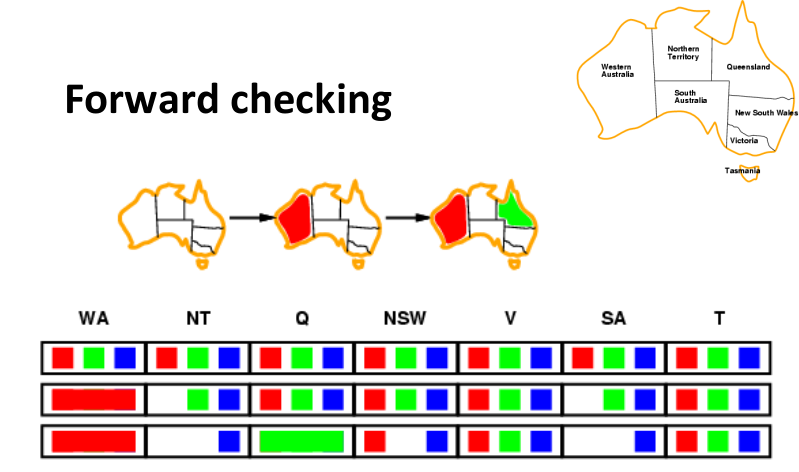 Northern
Territory
Western
Australia
Queensland
South
Australia
New South Wales
Victoria
Tasmania
Forward checking
WA NT Q NSW V SA T